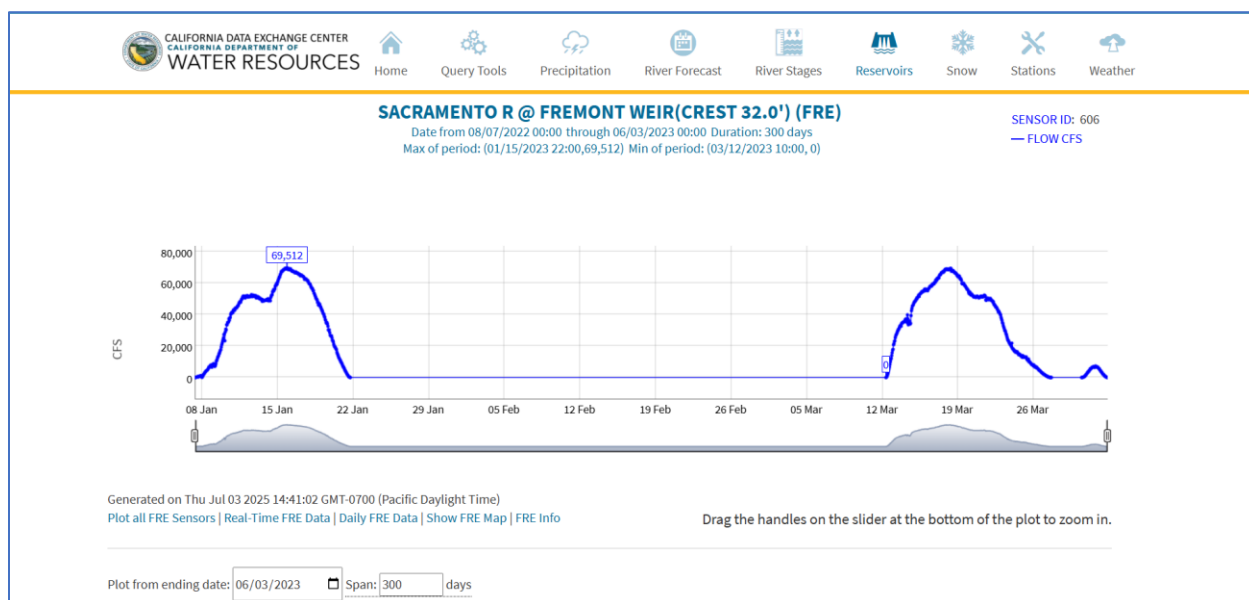 CALIFORNIA DATA EXCHANGE CENTER
CALIFORNIA DEPARTMENT OF
WATER RESOURCES
Home
Query Tools
Precipitation
River Forecast
River Stages
Reservoirs
Snow
Stations
Weather
SACRAMENTO R @ FREMONT WEIR(CREST 32.0') (FRE)
Date from 08/07/2022 00:00 through 06/03/2023 00:00 Duration: 300 days
Max of period: (01/15/2023 22:00,69,512) Min of period: (03/12/2023 10:00, 0)
SENSOR ID: 606
FLOW CFS
80,000
60,000
40,000
20,000
0
CFS
69,512
0
08 Jan
15 Jan
22 Jan
29 Jan
05 Feb
12 Feb
19 Feb
26 Feb
05 Mar
12 Mar
19 Mar
26 Mar
Generated on Thu Jul 03 2025 14:41:02 GMT-0700 (Pacific Daylight Time)
Plot all FRE Sensors | Real-Time FRE Data | Daily FRE Data | Show FRE Map | FRE Info
Drag the handles on the slider at the bottom of the plot to zoom in.
Plot from ending date: 06/03/2023 Span: 300 days